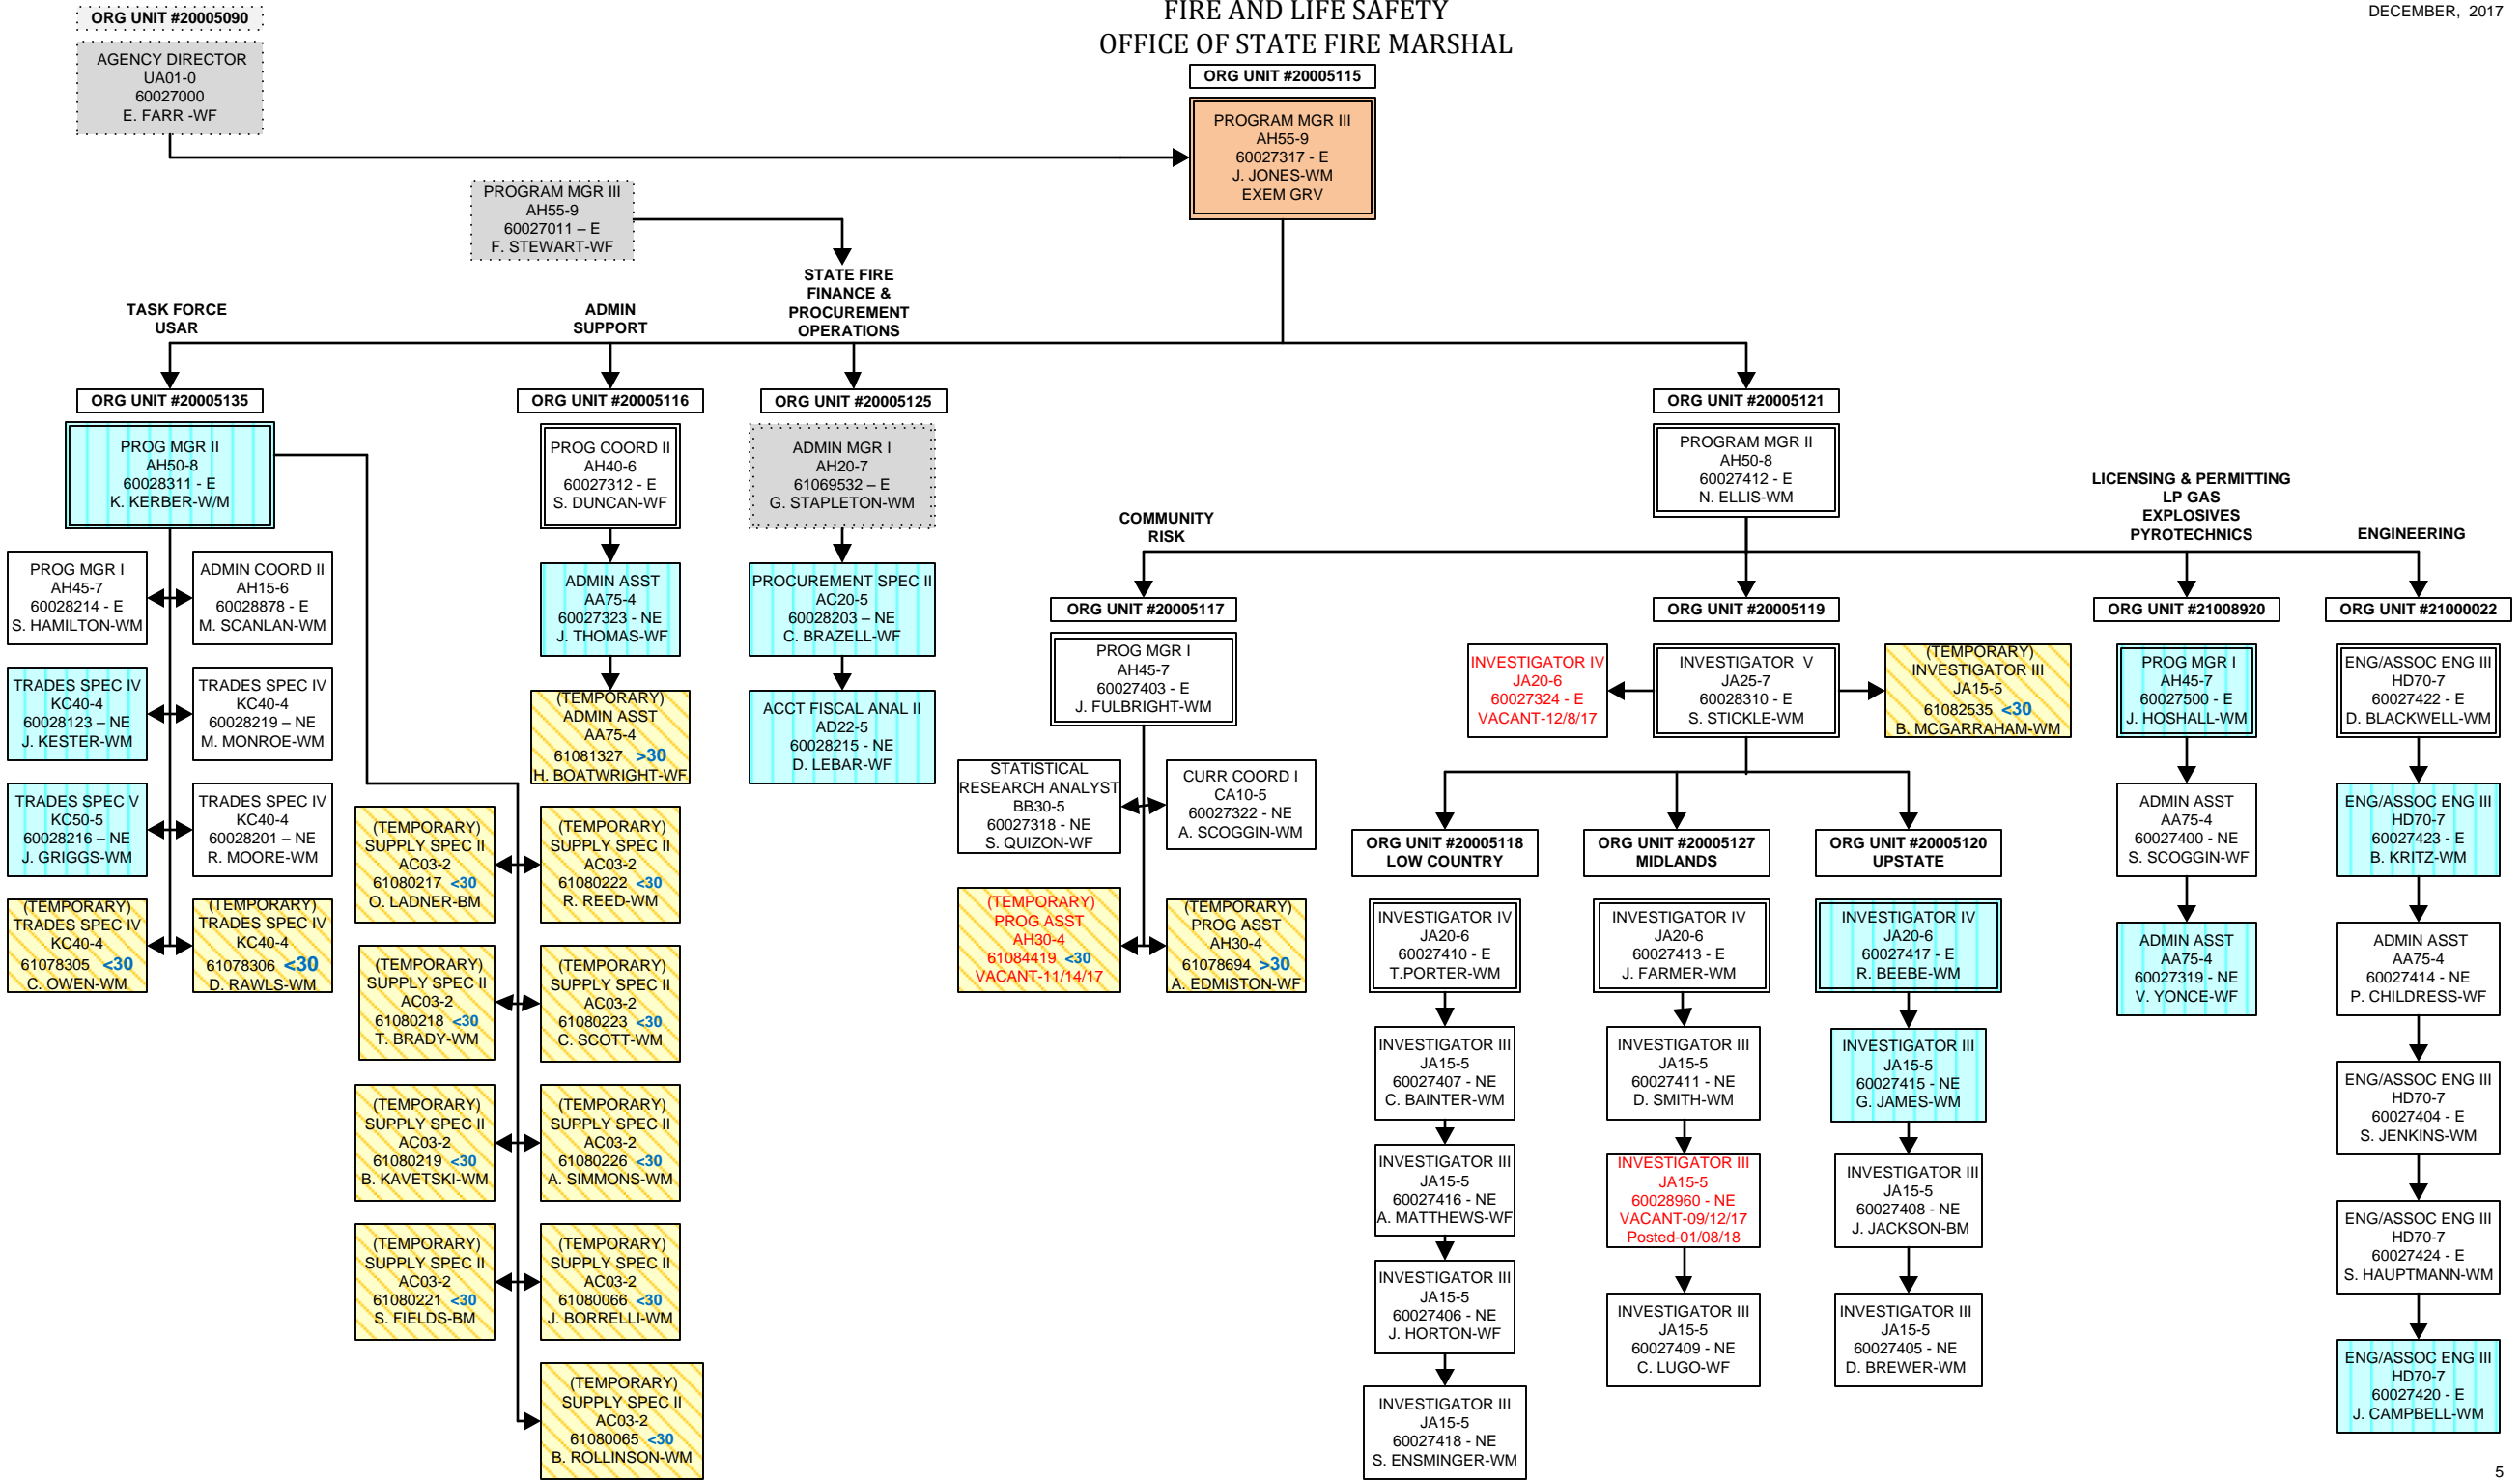 FIRE AND LIFE SAFETY
OFFICE OF STATE FIRE MARSHAL
DECEMBER, 2017
ORG UNIT #20005090
AGENCY DIRECTOR
UA01-0
60027000
E. FARR -WF
ORG UNIT #20005115
PROGRAM MGR III
AH55-9
60027317 - E
J. JONES-WM
EXEM GRV
PROGRAM MGR III
AH55-9
60027011 – E
F. STEWART-WF
TASK FORCE
USAR
ORG UNIT #20005135
PROG MGR II
AH50-8
60028311 - E
K. KERBER-W/M
PROG MGR I
AH45-7
60028214 - E
S. HAMILTON-WM
ADMIN COORD II
AH15-6
60028878 - E
M. SCANLAN-WM
TRADES SPEC IV
KC40-4
60028123 – NE
J. KESTER-WM
TRADES SPEC IV
KC40-4
60028219 – NE
M. MONROE-WM
TRADES SPEC V
KC50-5
60028216 – NE
J. GRIGGS-WM
TRADES SPEC IV
KC40-4
60028201 – NE
R. MOORE-WM
(TEMPORARY)
TRADES SPEC IV
KC40-4
61078305 <30
C. OWEN-WM
(TEMPORARY)
TRADES SPEC IV
KC40-4
61078306 <30
D. RAWLS-WM
(TEMPORARY)
SUPPLY SPEC II
AC03-2
61080217 <30
O. LADNER-BM
(TEMPORARY)
SUPPLY SPEC II
AC03-2
61080222 <30
R. REED-WM
(TEMPORARY)
SUPPLY SPEC II
AC03-2
61080218 <30
T. BRADY-WM
(TEMPORARY)
SUPPLY SPEC II
AC03-2
61080223 <30
C. SCOTT-WM
(TEMPORARY)
SUPPLY SPEC II
AC03-2
61080219 <30
B. KAVETSKI-WM
(TEMPORARY)
SUPPLY SPEC II
AC03-2
61080226 <30
A. SIMMONS-WM
(TEMPORARY)
SUPPLY SPEC II
AC03-2
61080221 <30
S. FIELDS-BM
(TEMPORARY)
SUPPLY SPEC II
AC03-2
61080066 <30
J. BORRELLI-WM
(TEMPORARY)
SUPPLY SPEC II
AC03-2
61080065 <30
B. ROLLINSON-WM
ADMIN
SUPPORT
ORG UNIT #20005116
PROG COORD II
AH40-6
60027312 - E
S. DUNCAN-WF
ADMIN ASST
AA75-4
60027323 - NE
J. THOMAS-WF
(TEMPORARY)
ADMIN ASST
AA75-4
61081327 >30
H. BOATWRIGHT-WF
STATE FIRE
FINANCE &
PROCUREMENT
OPERATIONS
ORG UNIT #20005125
ADMIN MGR I
AH20-7
61069532 – E
G. STAPLETON-WM
PROCUREMENT SPEC II
AC20-5
60028203 – NE
C. BRAZELL-WF
ACCT FISCAL ANAL II
AD22-5
60028215 - NE
D. LEBAR-WF
ORG UNIT #20005121
PROGRAM MGR II
AH50-8
60027412 - E
N. ELLIS-WM
COMMUNITY
RISK
ORG UNIT #20005117
PROG MGR I
AH45-7
60027403 - E
J. FULBRIGHT-WM
STATISTICAL
RESEARCH ANALYST
BB30-5
60027318 - NE
S. QUIZON-WF
CURR COORD I
CA10-5
60027322 - NE
A. SCOGGIN-WM
(TEMPORARY)
PROG ASST
AH30-4
61084419 <30
VACANT-11/14/17
(TEMPORARY)
PROG ASST
AH30-4
61078694 >30
A. EDMISTON-WF
ORG UNIT #20005119
INVESTIGATOR IV
JA20-6
60027324 - E
VACANT-12/8/17
INVESTIGATOR V
JA25-7
60028310 - E
S. STICKLE-WM
(TEMPORARY)
INVESTIGATOR III
JA15-5
61082535 <30
B. MCGARRAHAM-WM
ORG UNIT #20005118
LOW COUNTRY
INVESTIGATOR IV
JA20-6
60027410 - E
T.PORTER-WM
INVESTIGATOR III
JA15-5
60027407 - NE
C. BAINTER-WM
INVESTIGATOR III
JA15-5
60027416 - NE
A. MATTHEWS-WF
INVESTIGATOR III
JA15-5
60027406 - NE
J. HORTON-WF
INVESTIGATOR III
JA15-5
60027418 - NE
S. ENSMINGER-WM
ORG UNIT #20005127
MIDLANDS
INVESTIGATOR IV
JA20-6
60027413 - E
J. FARMER-WM
INVESTIGATOR III
JA15-5
60027411 - NE
D. SMITH-WM
INVESTIGATOR III
JA15-5
60028960 - NE
VACANT-09/12/17
Posted-01/08/18
INVESTIGATOR III
JA15-5
60027409 - NE
C. LUGO-WF
ORG UNIT #20005120
UPSTATE
INVESTIGATOR IV
JA20-6
60027417 - E
R. BEEBE-WM
INVESTIGATOR III
JA15-5
60027415 - NE
G. JAMES-WM
INVESTIGATOR III
JA15-5
60027408 - NE
J. JACKSON-BM
INVESTIGATOR III
JA15-5
60027405 - NE
D. BREWER-WM
LICENSING & PERMITTING
LP GAS
EXPLOSIVES
PYROTECHNICS
ORG UNIT #21008920
PROG MGR I
AH45-7
60027500 - E
J. HOSHALL-WM
ADMIN ASST
AA75-4
60027400 - NE
S. SCOGGIN-WF
ADMIN ASST
AA75-4
60027319 - NE
V. YONCE-WF
ENGINEERING
ORG UNIT #21000022
ENG/ASSOC ENG III
HD70-7
60027422 - E
D. BLACKWELL-WM
ENG/ASSOC ENG III
HD70-7
60027423 - E
B. KRITZ-WM
ADMIN ASST
AA75-4
60027414 - NE
P. CHILDRESS-WF
ENG/ASSOC ENG III
HD70-7
60027404 - E
S. JENKINS-WM
ENG/ASSOC ENG III
HD70-7
60027424 - E
S. HAUPTMANN-WM
ENG/ASSOC ENG III
HD70-7
60027420 - E
J. CAMPBELL-WM
5